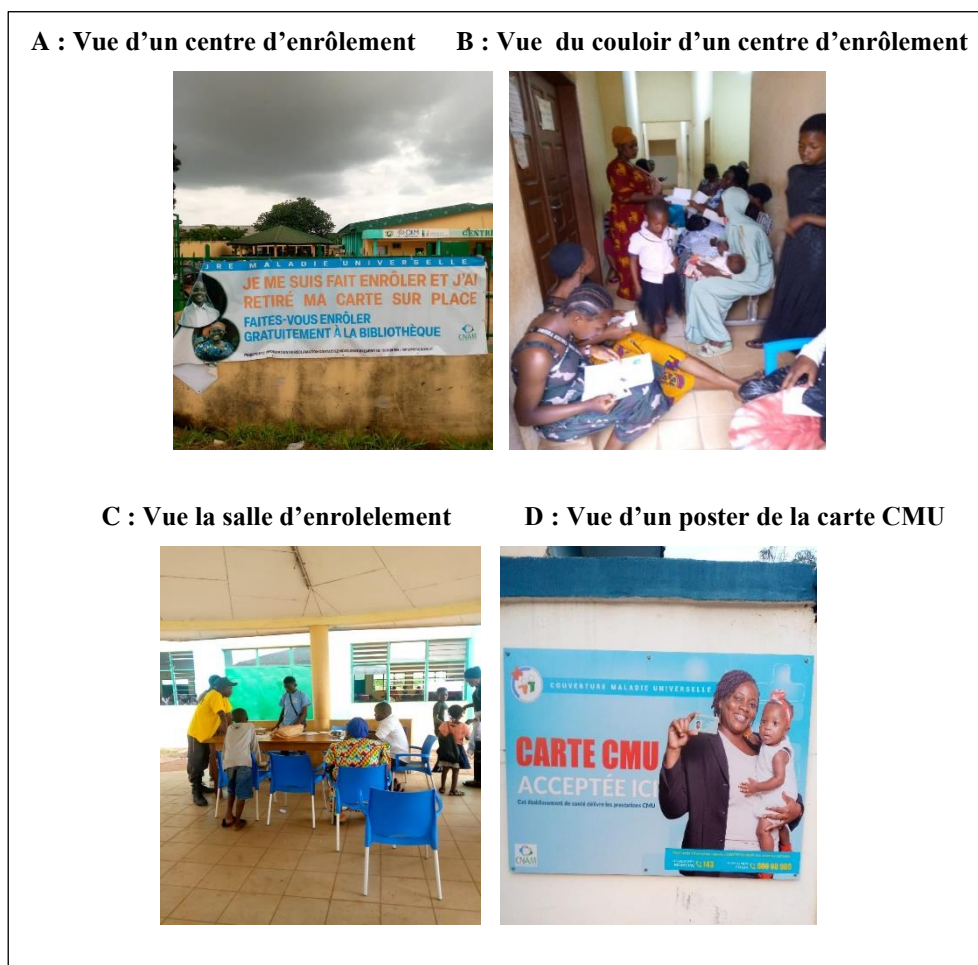 A : Vue d’un centre d’enrôlement
B : Vue du couloir d’un centre d’enrôlement
URE MALADIE UNIVERSELLE
JE ME SUIS FAIT ENRÔLER ET J'AI
RETIRÉ MA CARTE SUR PLACE
FAITES-VOUS ENRÔLER
GRATUITEMENT À LA BIBLIOTHÈQUE
CNAM
CENTR
C : Vue la salle d’enrolelement
D : Vue d’un poster de la carte CMU
COUVERTURE MALADIE UNIVERSELLE
CARTE CMU
ACCEPTÉE ICI
Cet établissement de santé délivre les prestations CMU
CNAM
143